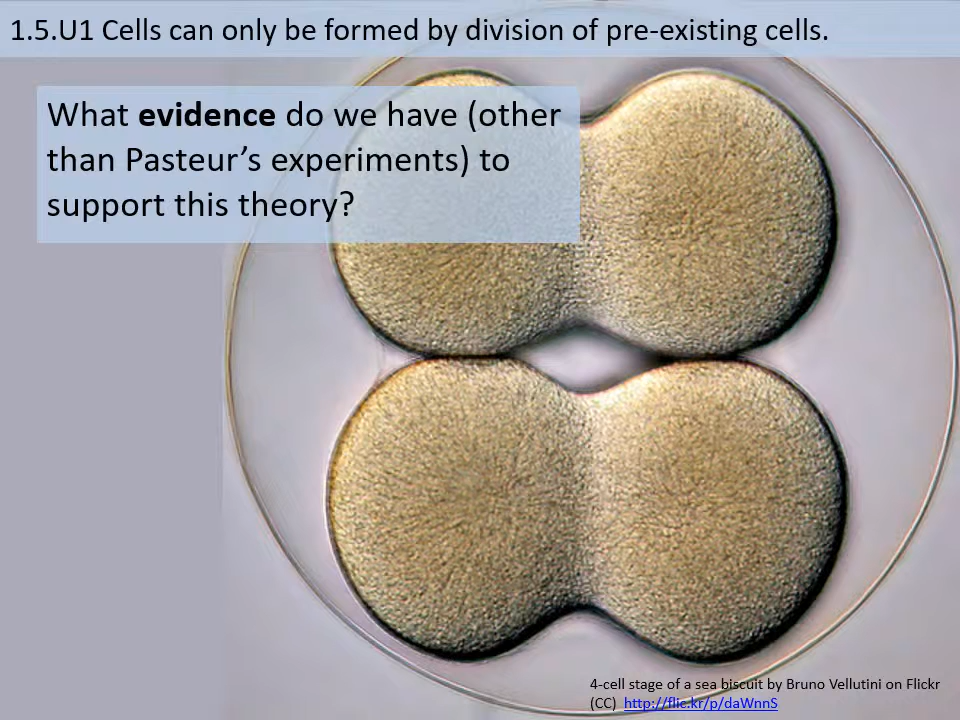 1.5.U1 Cells can only be formed by division of pre-existing cells.
What evidence do we have (other
than Pasteur’s experiments) to
support this theory?
4-cell stage of a sea biscuit by Bruno Vellutini on Flickr
(CC) http://flic.kr/p/daWnnS